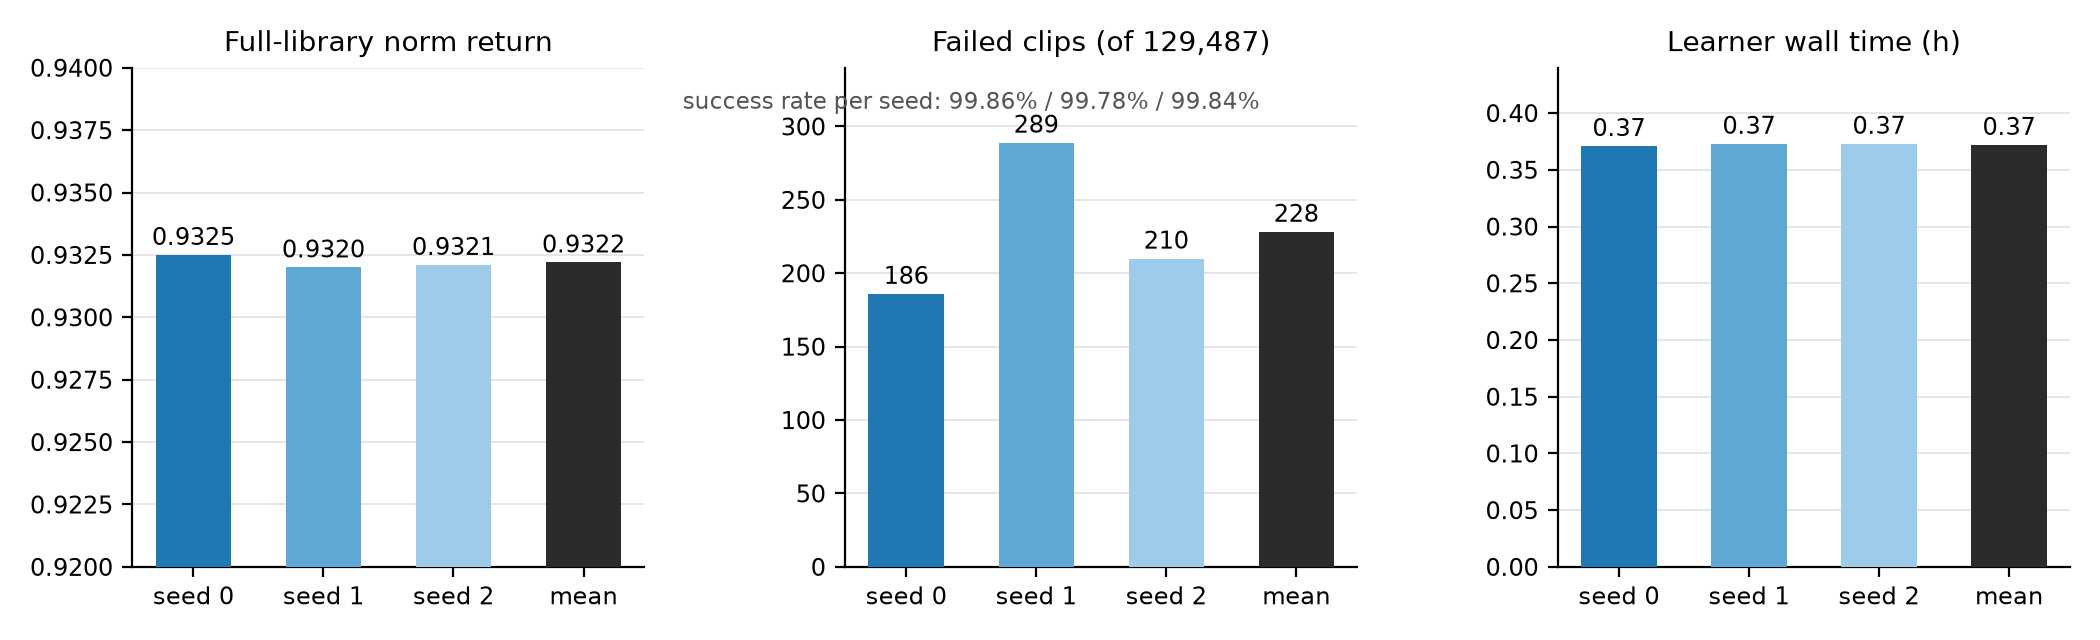 Full-library norm return
0.9400
0.9375
0.9350
0.9325
0.9300
0.9275
0.9250
0.9225
0.9200
0.9325
0.9320
0.9321
0.9322
seed 0
seed 1
seed 2
mean
Failed clips (of 129,487)
success rate per seed: 99.86% / 99.78% / 99.84%
300
250
200
150
100
50
0
186
289
210
228
seed 0
seed 1
seed 2
mean
Learner wall time (h)
0.40
0.35
0.30
0.25
0.20
0.15
0.10
0.05
0.00
0.37
0.37
0.37
0.37
seed 0
seed 1
seed 2
mean